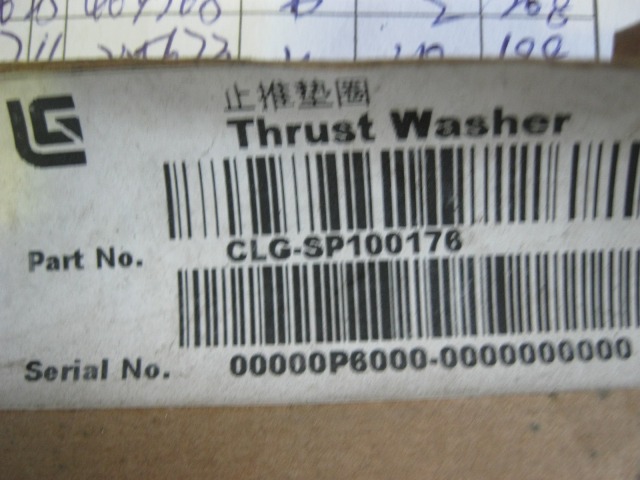 止推垫圈
Thrust Washer
Part No. CLG-SP100176
Serial No. 00000P6000-0000000000